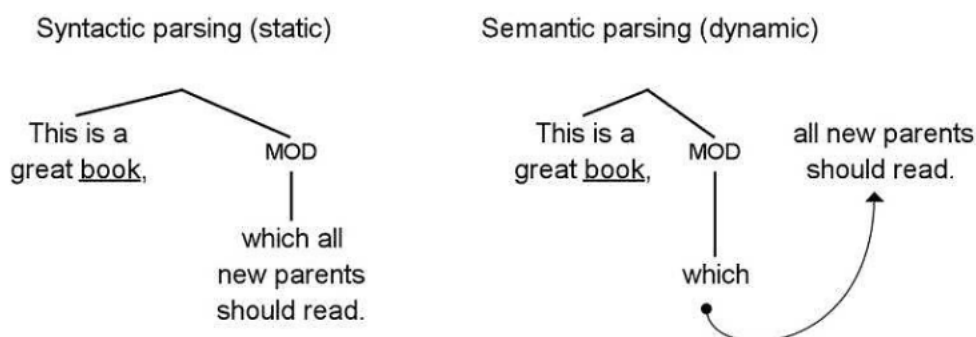 Syntactic parsing (static)
This is a
great book,
MOD
which all
new parents
should read.
Semantic parsing (dynamic)
This is a
great book,
MOD
which
all new parents
should read.